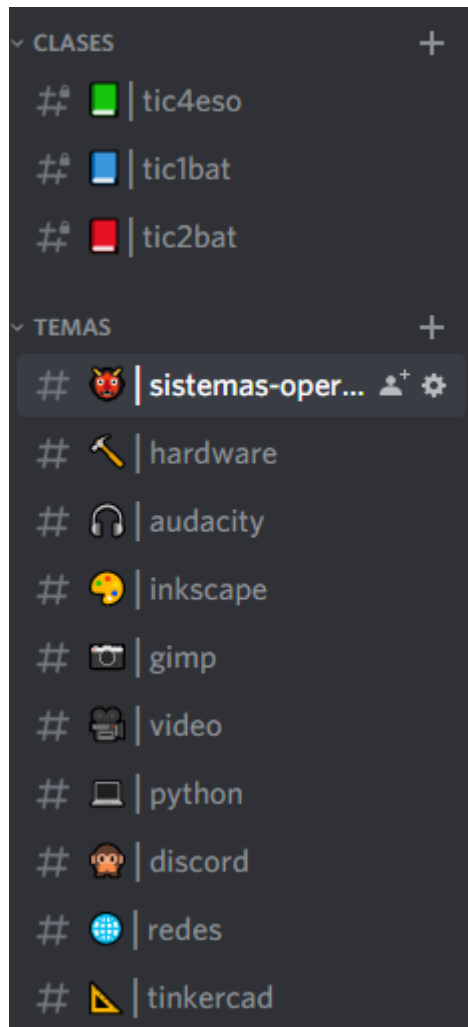 CLASES
tic4eso
tic1bat
tic2bat
TEMAS
sistemas-oper...
hardware
audacity
inkscape
gimp
video
python
discord
redes
tinkercad